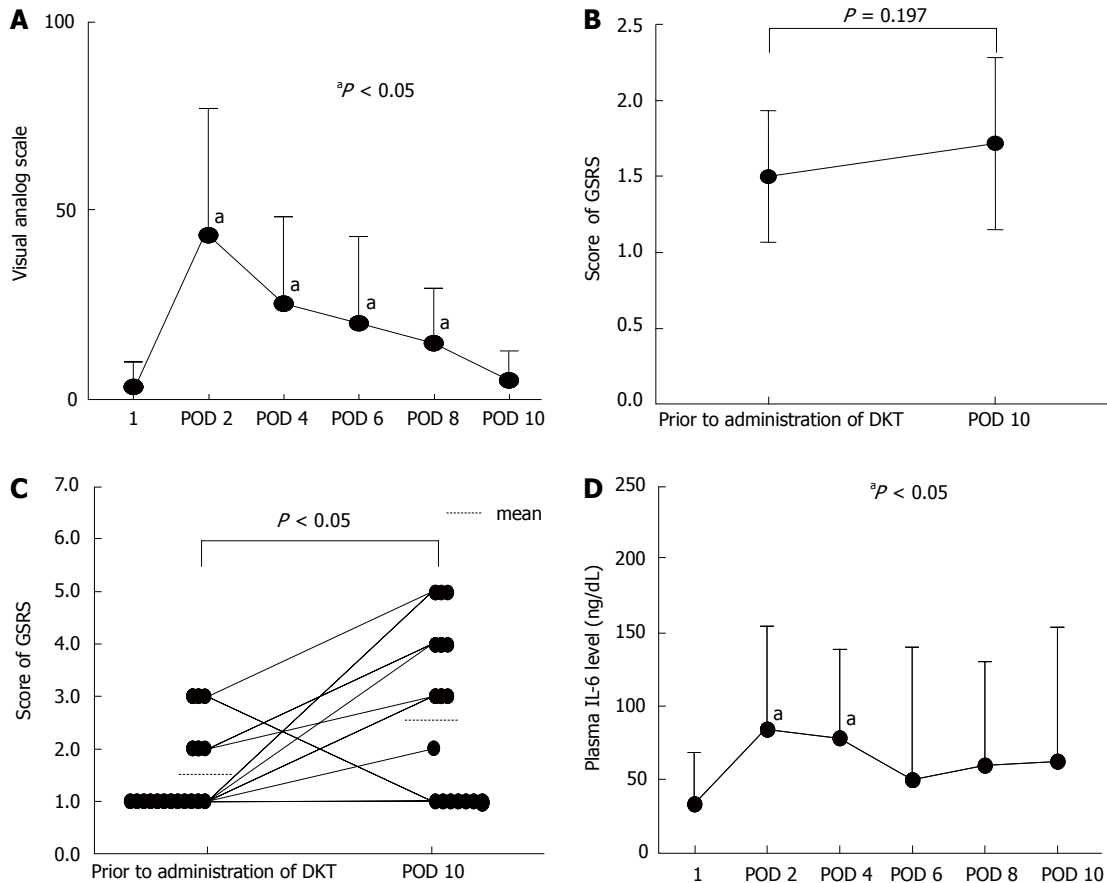 A
100
50
0
Visual analog scale
ᵃP < 0.05
a
a
a
a
1 POD 2 POD 4 POD 6 POD 8 POD 10
B
P = 0.197
2.5
2.0
1.5
1.0
0.5
0.0
Score of GSRS
Prior to administration of DKT POD 10
C
7.0
6.0
5.0
4.0
3.0
2.0
1.0
0.0
Score of GSRS
P < 0.05
mean
Prior to administration of DKT POD 10
D
250
200
150
100
50
0
Plasma IL-6 level (ng/dL)
ᵃP < 0.05
a
a
1 POD 2 POD 4 POD 6 POD 8 POD 10